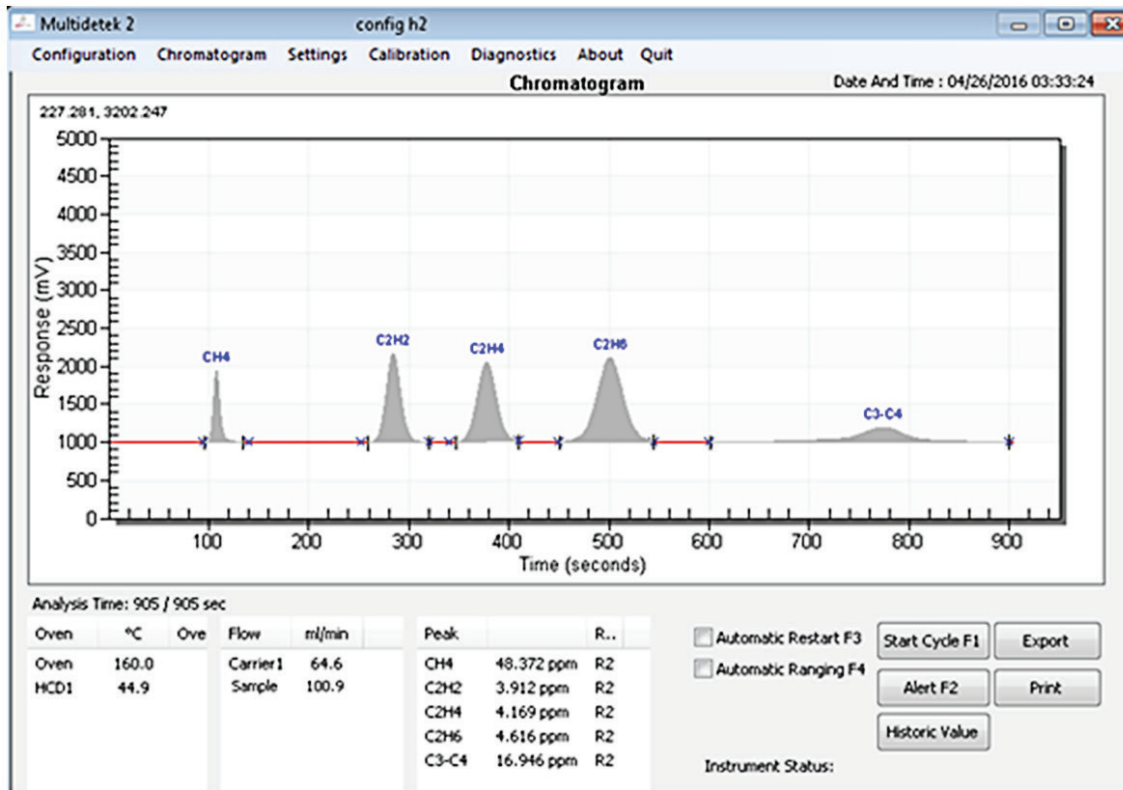 Multidetek 2 config h2
Configuration Chromatogram Settings Calibration Diagnostics About Quit
Chromatogram Date And Time : 04/26/2016 03:33:24
227.281, 3202.247
5000
4500
4000
3500
3000
2500
2000
1500
1000
500
0
Response (mV)
CH4
C2H2
C2H4
C2H6
C3-C4
100 200 300 400 500 600 700 800 900
Time (seconds)
Analysis Time: 905 / 905 sec
Oven °C Ove
Oven 160.0
HCD1 44.9
Flow ml/min
Carrier1 64.6
Sample 100.9
Peak R..
CH4 48.372 ppm R2
C2H2 3.912 ppm R2
C2H4 4.169 ppm R2
C2H6 4.616 ppm R2
C3-C4 16.946 ppm R2
Automatic Restart F3
Automatic Ranging F4
Start Cycle F1 Export
Alert F2 Print
Historic Value
Instrument Status: